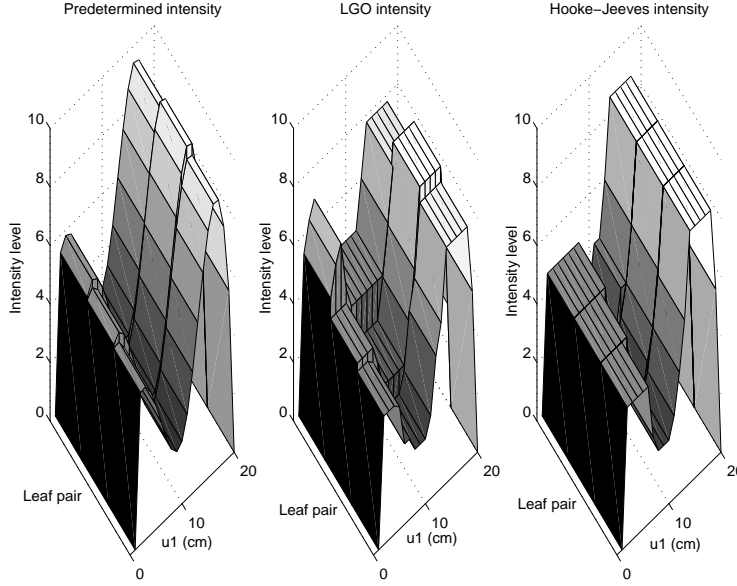 Predetermined intensity
10
8
6
4
2
0
Intensity level
Leaf pair
0
10
20
u1 (cm)
LGO intensity
10
8
6
4
2
0
Intensity level
Leaf pair
0
10
20
u1 (cm)
Hooke−Jeeves intensity
10
8
6
4
2
0
Intensity level
Leaf pair
0
10
20
u1 (cm)